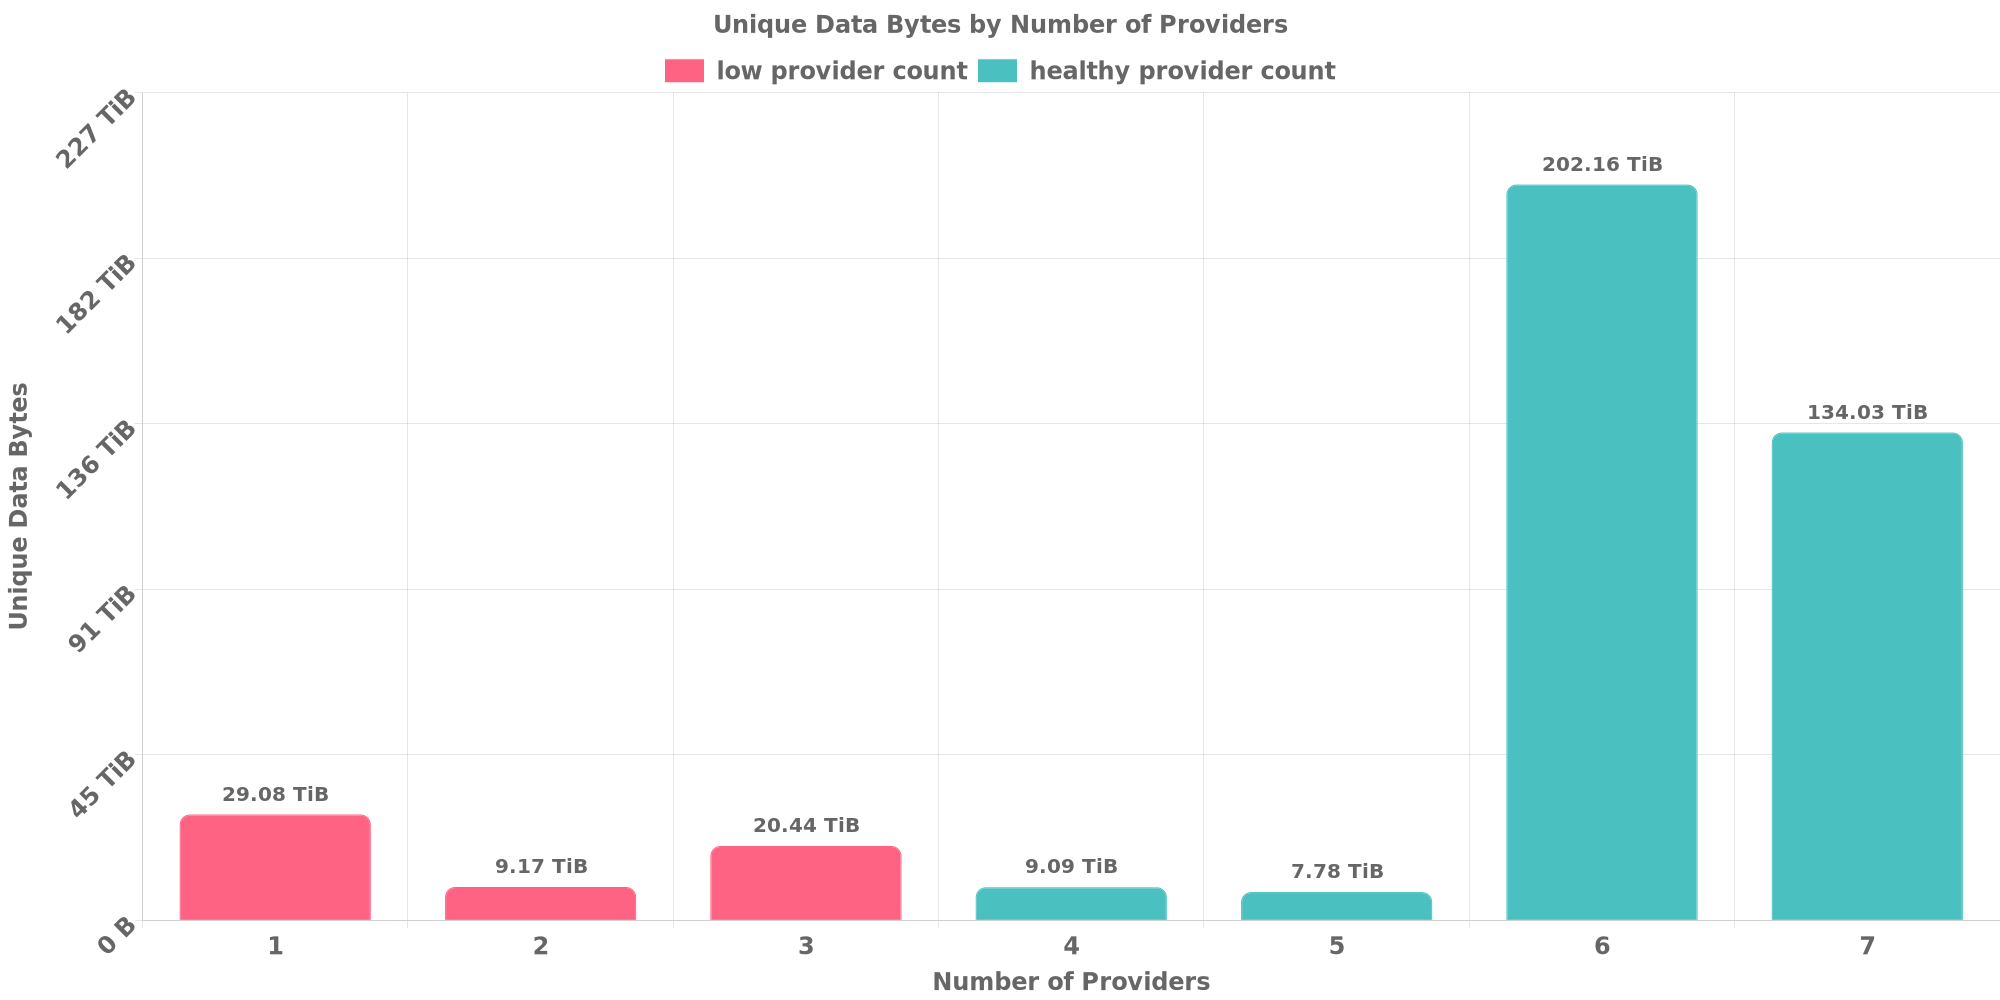 Unique Data Bytes by Number of Providers
low provider count healthy provider count
227 TiB
182 TiB
136 TiB
91 TiB
45 TiB
0 B
Unique Data Bytes
29.08 TiB
9.17 TiB
20.44 TiB
9.09 TiB
7.78 TiB
202.16 TiB
134.03 TiB
1 2 3 4 5 6 7
Number of Providers